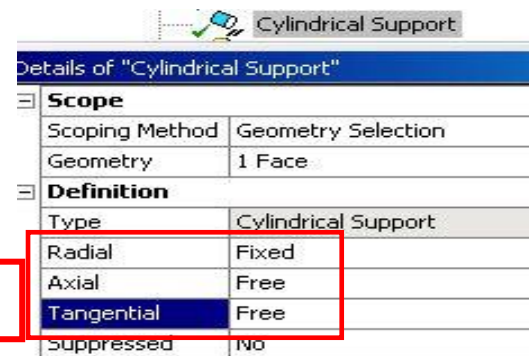 Cylindrical Support
Details of "Cylindrical Support"
Scope
Scoping Method Geometry Selection
Geometry 1 Face
Definition
Type Cylindrical Support
Radial Fixed
Axial Free
Tangential Free
Suppressed No